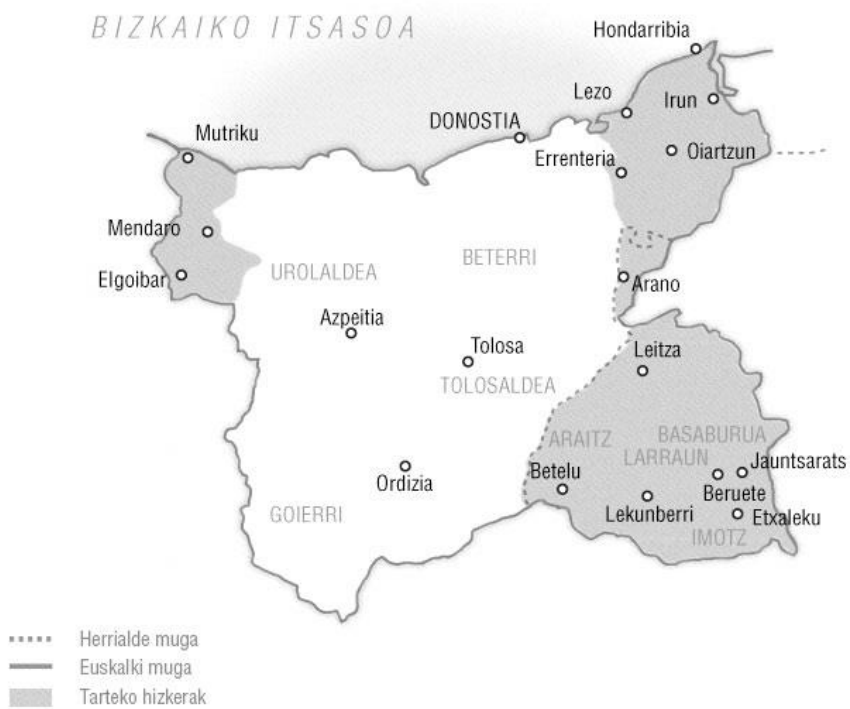 BIZKAIKO ITSASOA
Hondarribia
Lezo
Irun
DONOSTIA
Mutriku
Errenteria
Oiartzun
Mendaro
BETERRI
UROLALDEA
Elgoibar
Arano
Azpeitia
Tolosa
Leitza
TOLOSALDEA
BASABURUA
ARAITZ
LARRAUN
Jauntsarats
Betelu
Ordizia
Beruete
Lekunberri
Etxaleku
GOIERRI
IMOTZ
Herrialde muga
Euskalki muga
Tarteko hizkerak